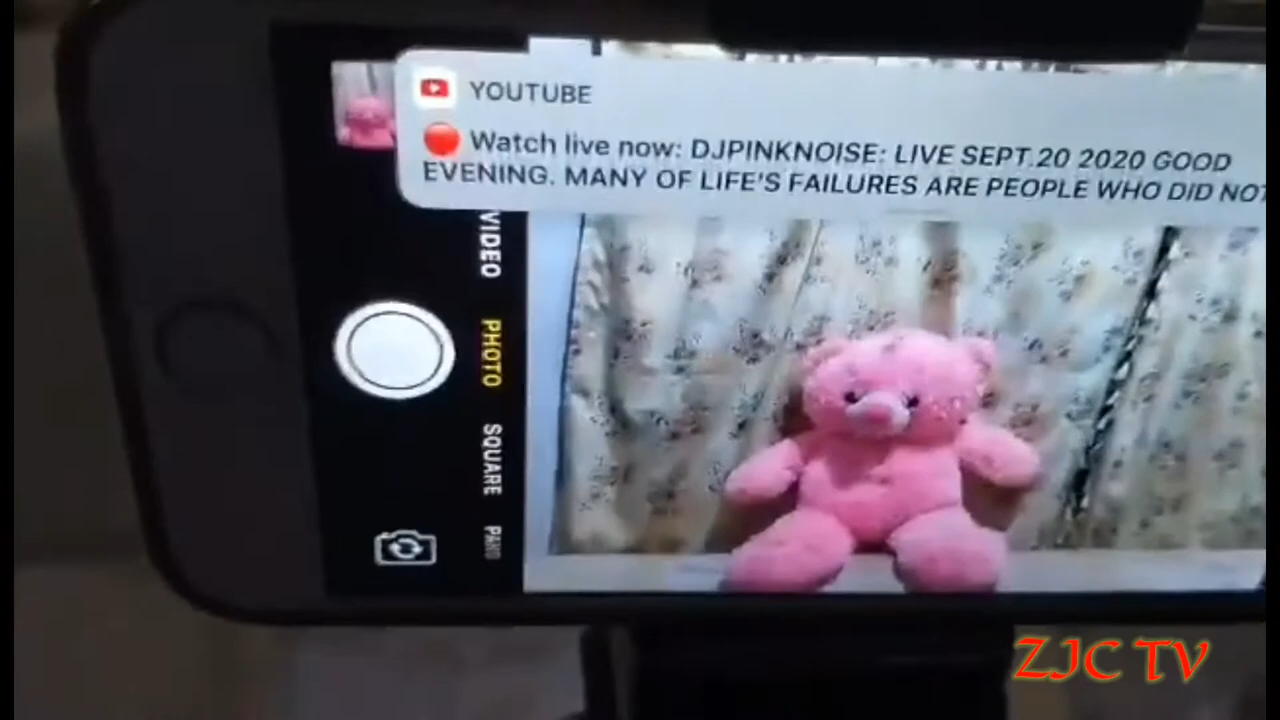 YOUTUBE
🔴 Watch live now: DJPINKNOISE: LIVE SEPT.20 2020 GOOD
EVENING. MANY OF LIFE'S FAILURES ARE PEOPLE WHO DID NOT
VIDEO
PHOTO
SQUARE
PANO
ZJC TV